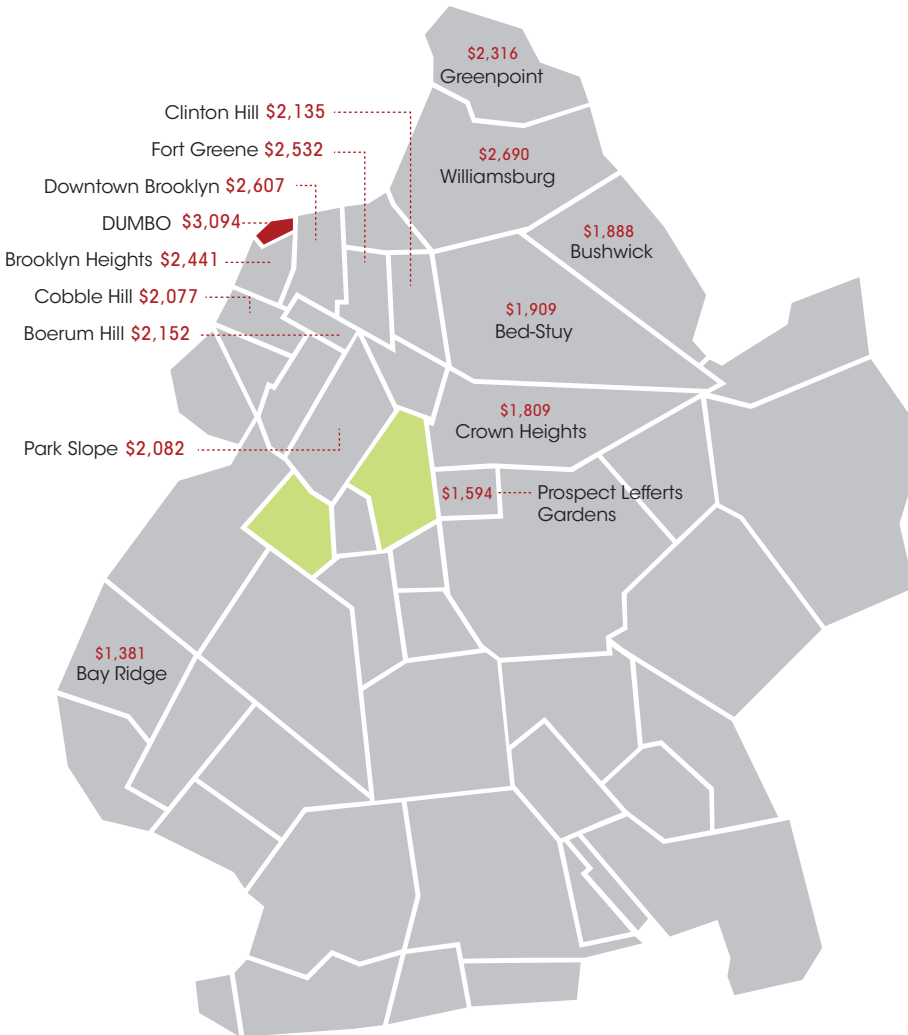 $2,316
Greenpoint
Clinton Hill $2,135
Fort Greene $2,532
$2,690
Williamsburg
Downtown Brooklyn $2,607
DUMBO $3,094
$1,888
Bushwick
Brooklyn Heights $2,441
Cobble Hill $2,077
$1,909
Bed-Stuy
Boerum Hill $2,152
$1,809
Crown Heights
Park Slope $2,082
$1,594 Prospect Lefferts
Gardens
$1,381
Bay Ridge